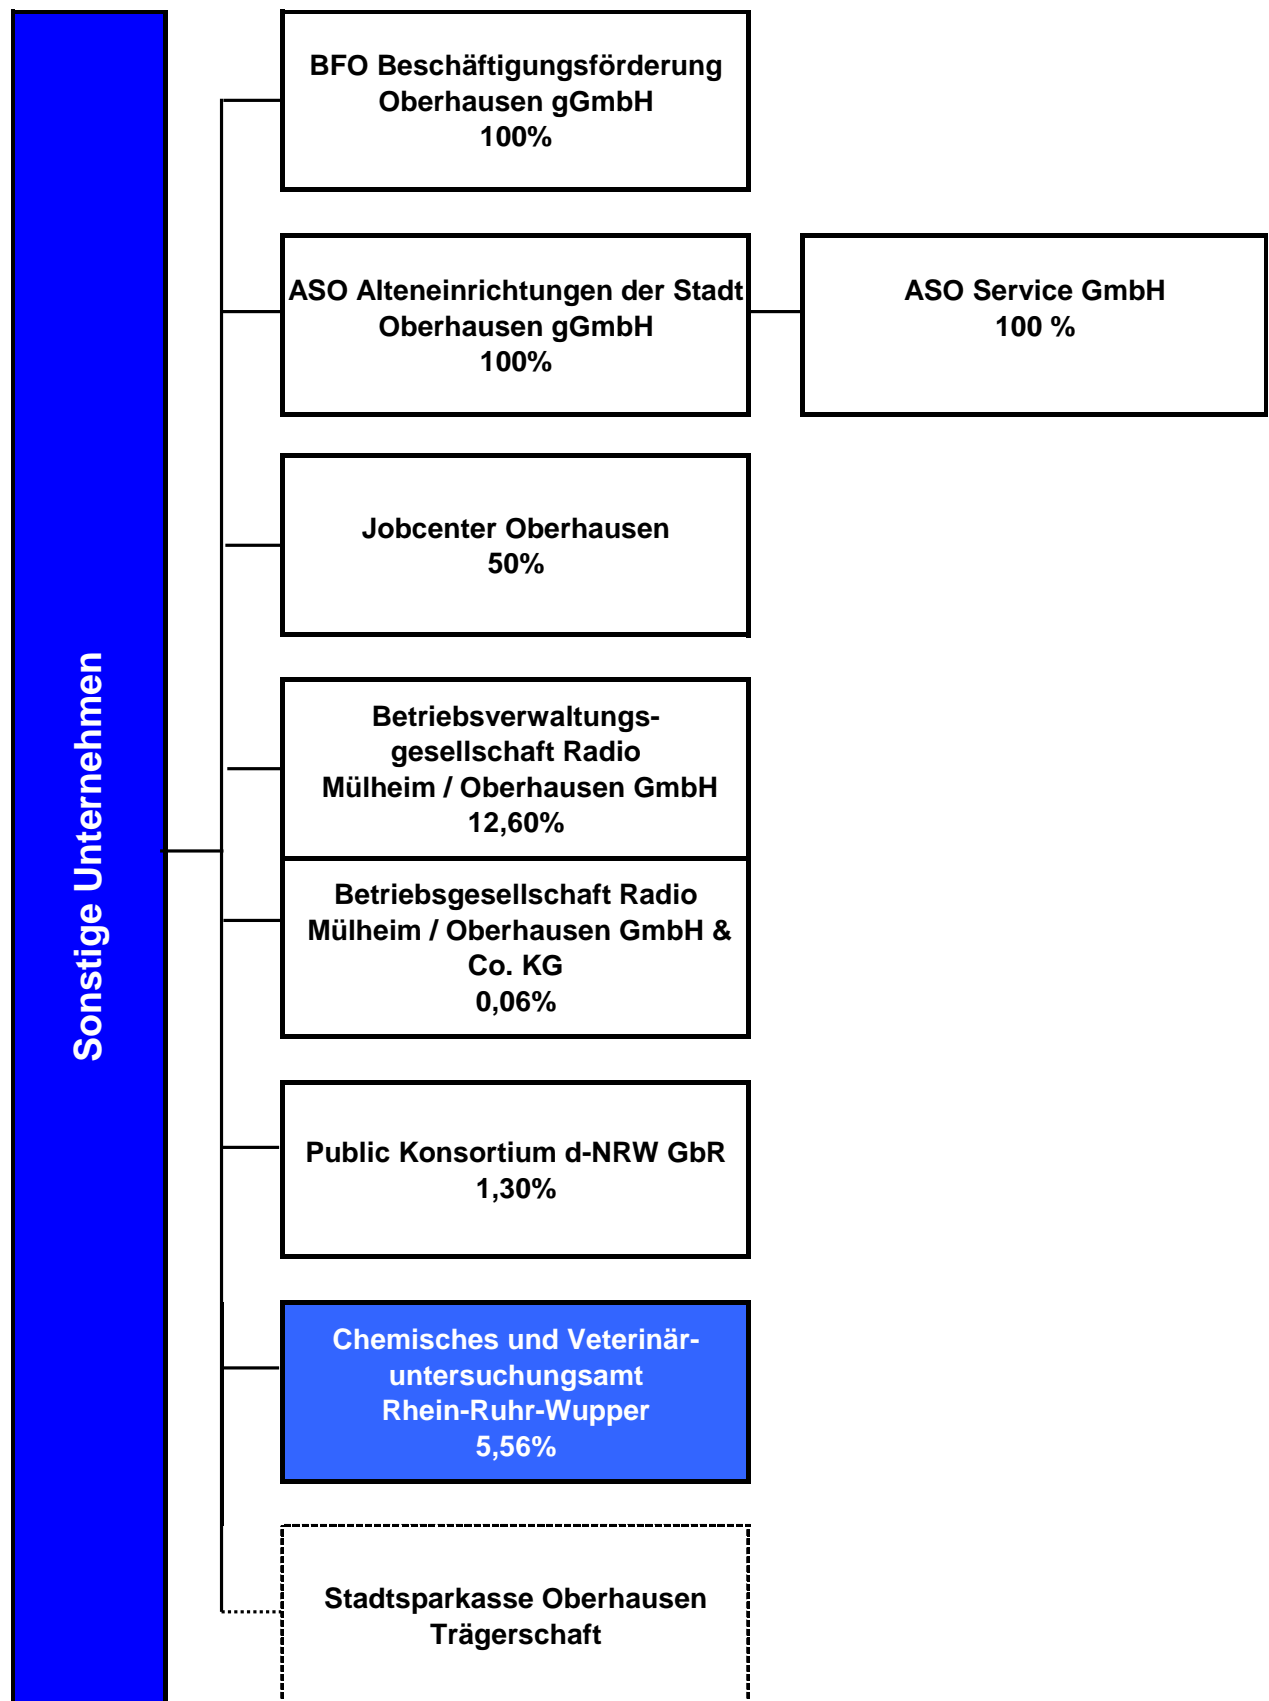 Sonstige Unternehmen
BFO Beschäftigungsförderung
Oberhausen gGmbH
100%
ASO Alteneinrichtungen der Stadt
Oberhausen gGmbH
100%
ASO Service GmbH
100 %
Jobcenter Oberhausen
50%
Betriebsverwaltungs-
gesellschaft Radio
Mülheim / Oberhausen GmbH
12,60%
Betriebsgesellschaft Radio
Mülheim / Oberhausen GmbH &
Co. KG
0,06%
Public Konsortium d-NRW GbR
1,30%
Chemisches und Veterinär-
untersuchungsamt
Rhein-Ruhr-Wupper
5,56%
Stadtsparkasse Oberhausen
Trägerschaft